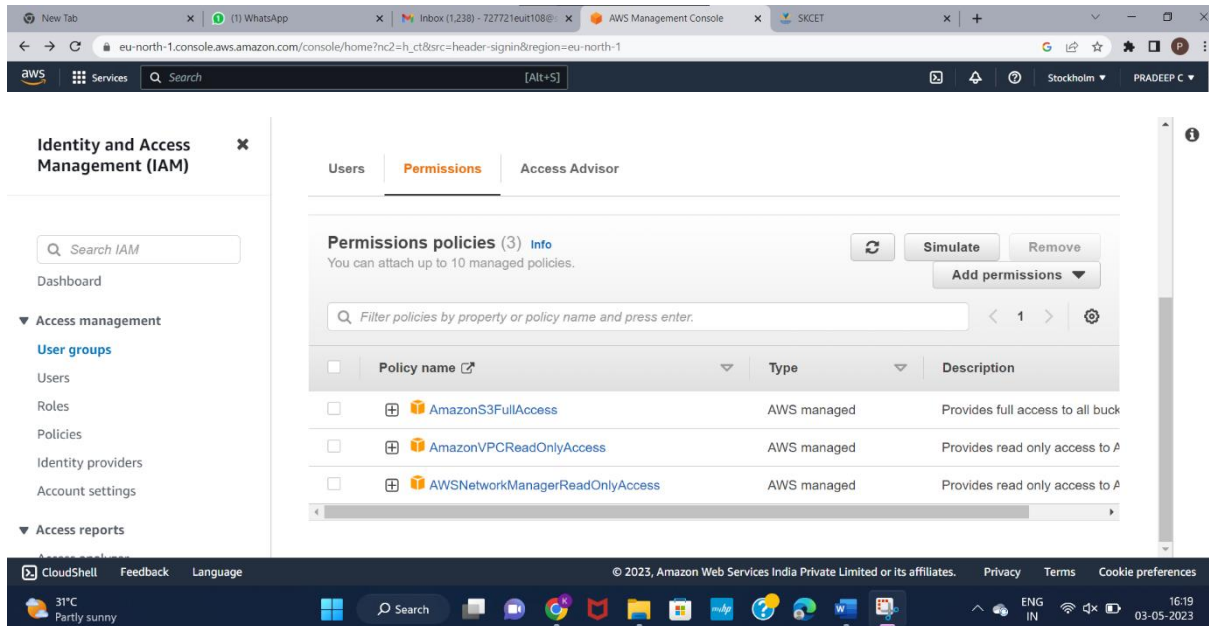 New Tab
(1) WhatsApp
Inbox (1,238) - 727721euit108@s
AWS Management Console
SKCET
eu-north-1.console.aws.amazon.com/console/home?nc2=h_ct&src=header-signin&region=eu-north-1
G
P
aws Services Search [Alt+S] Stockholm ▼ PRADEEP C ▼
Identity and Access
Management (IAM)
Search IAM
Dashboard
Access management
User groups
Users
Roles
Policies
Identity providers
Account settings
Access reports
Users Permissions Access Advisor
Permissions policies (3) Info
You can attach up to 10 managed policies.
Simulate Remove
Add permissions ▼
Filter policies by property or policy name and press enter.
1
Policy name Type Description
AmazonS3FullAccess AWS managed Provides full access to all buck
AmazonVPCReadOnlyAccess AWS managed Provides read only access to A
AWSNetworkManagerReadOnlyAccess AWS managed Provides read only access to A
CloudShell Feedback Language © 2023, Amazon Web Services India Private Limited or its affiliates. Privacy Terms Cookie preferences
31°C
Partly sunny
Search
ENG
IN
16:19
03-05-2023